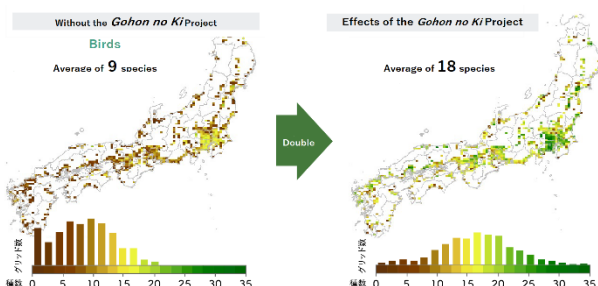 Without the Gohon no Ki Project
Birds
Average of 9 species
グリッド数
種数 0 5 10 15 20 25 30 35
Double
Effects of the Gohon no Ki Project
Average of 18 species
グリッド数
種数 0 5 10 15 20 25 30 35